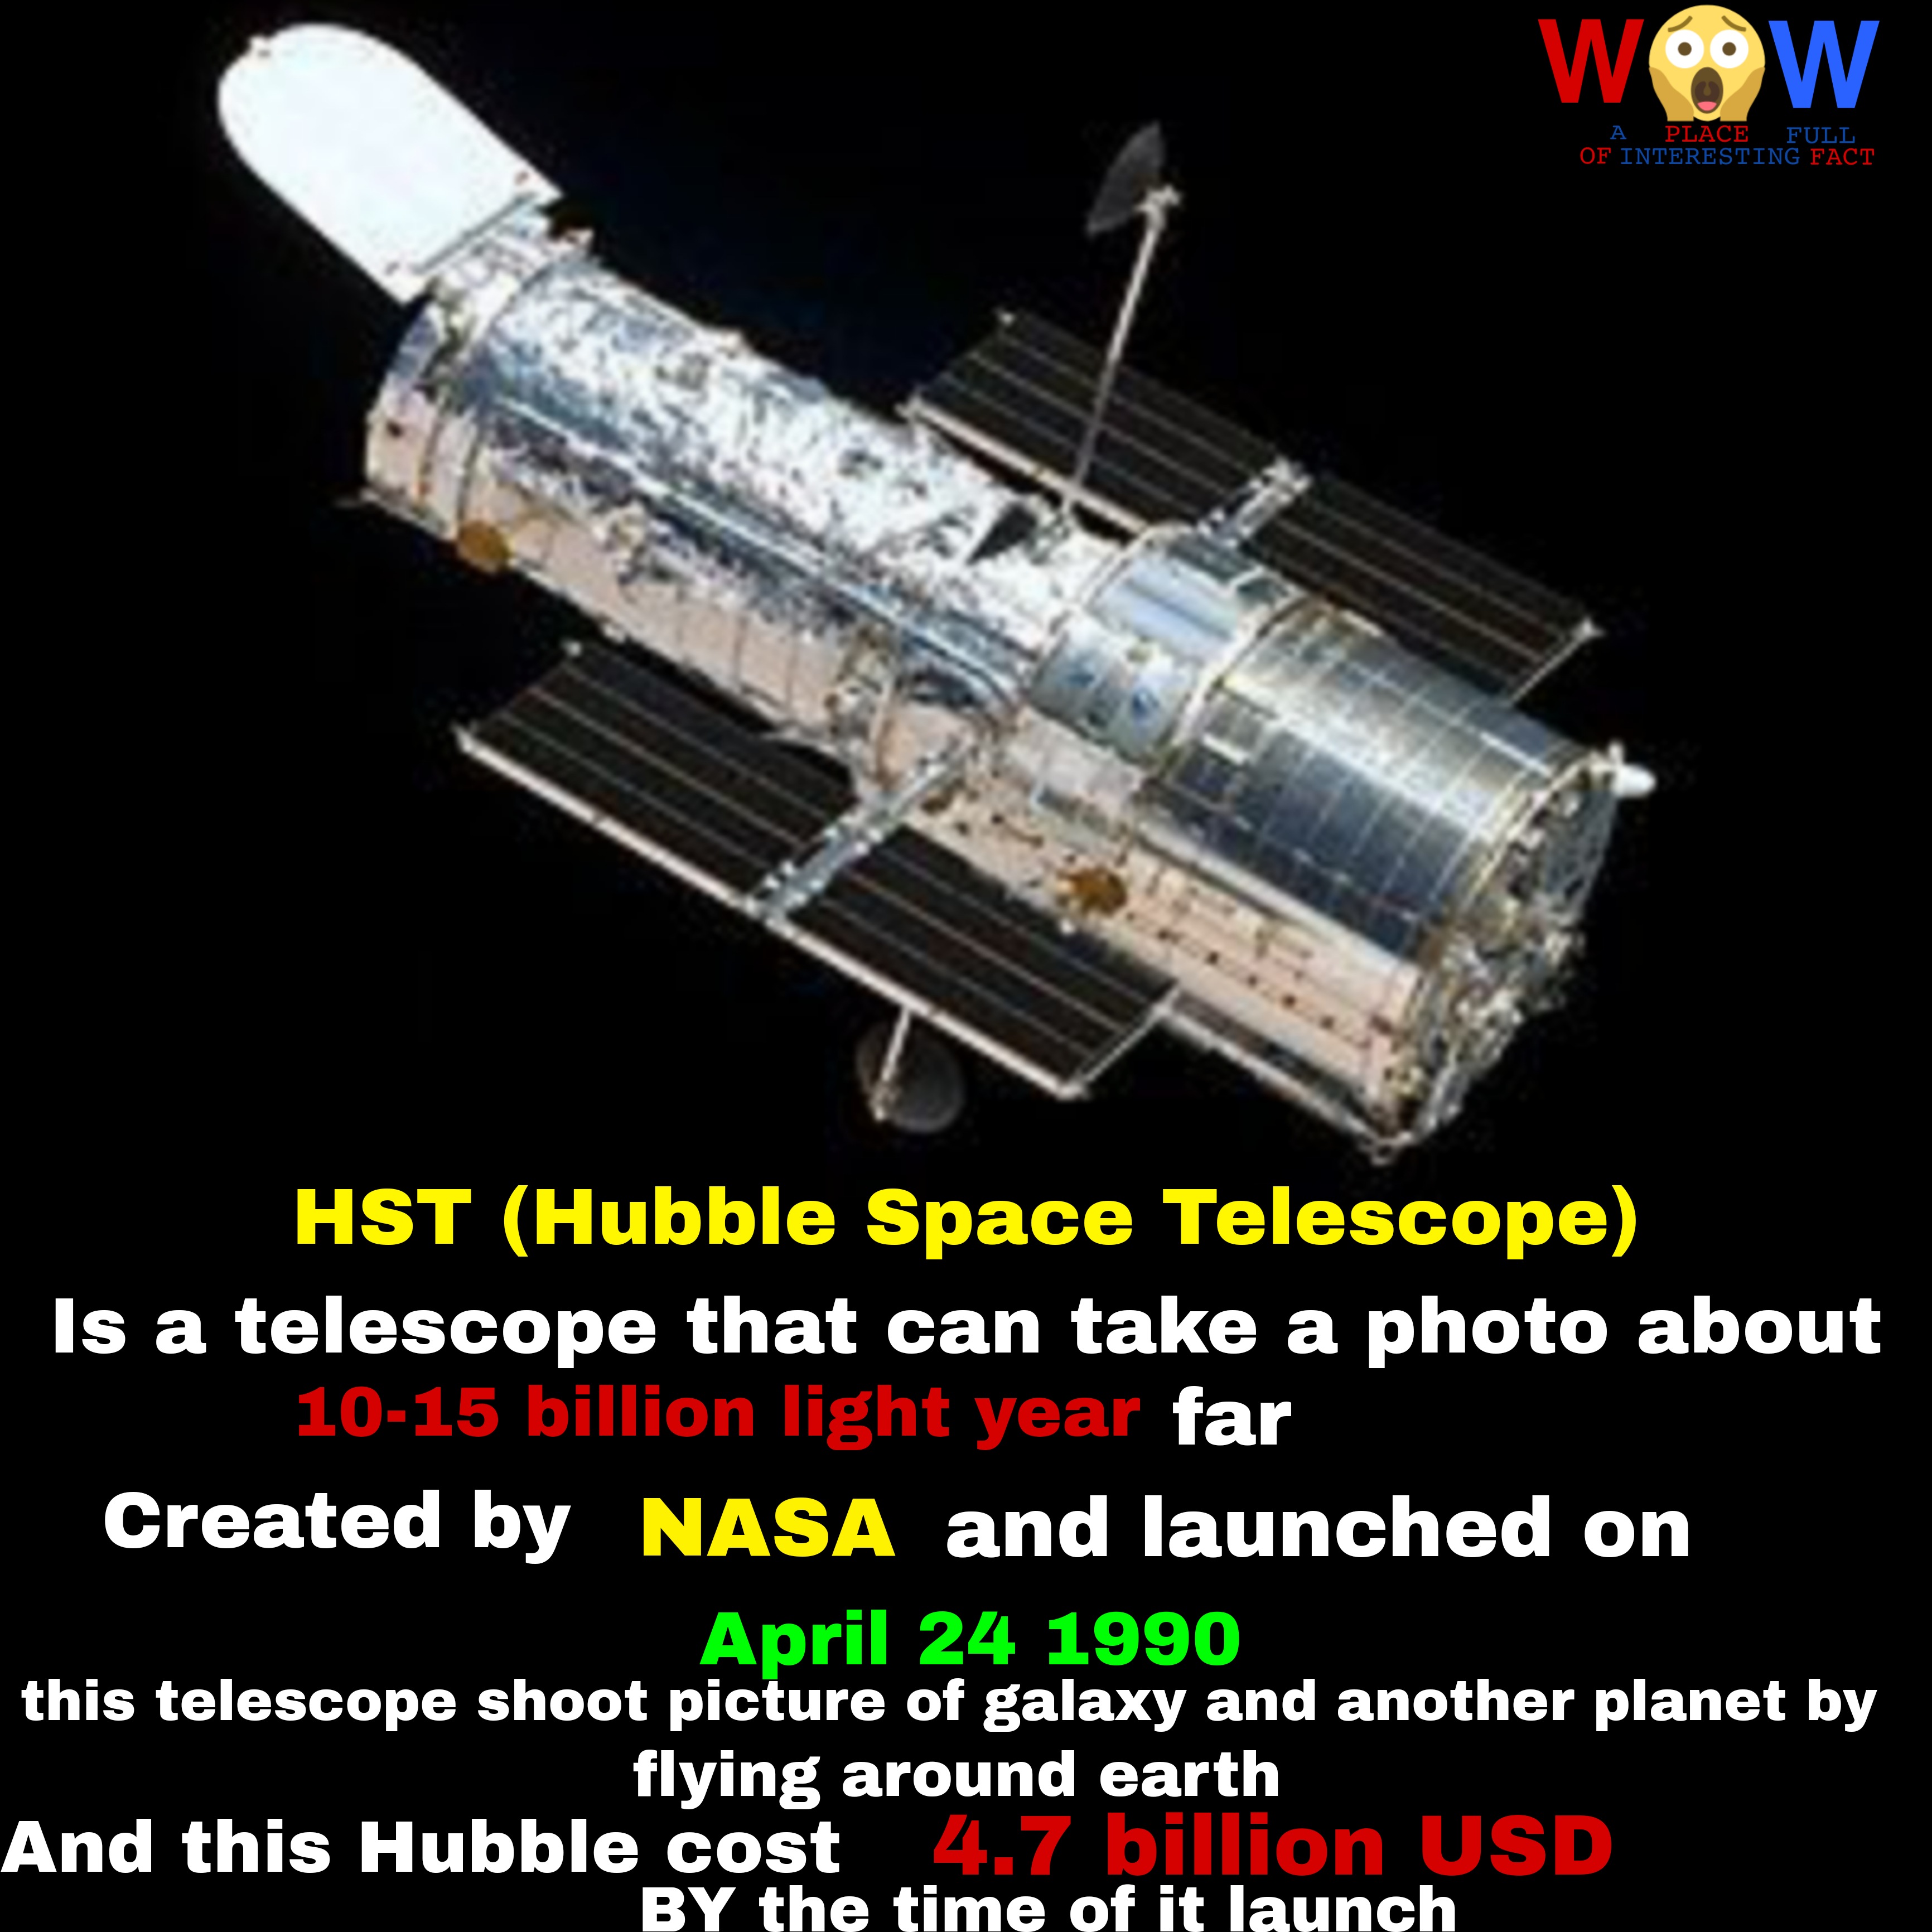 WOW
A PLACE FULL
OF INTERESTING FACT
HST (Hubble Space Telescope)
Is a telescope that can take a photo about
10-15 billion light year far
Created by NASA and launched on
April 24 1990
this telescope shoot picture of galaxy and another planet by
flying around earth
And this Hubble cost 4.7 billion USD
BY the time of it launch